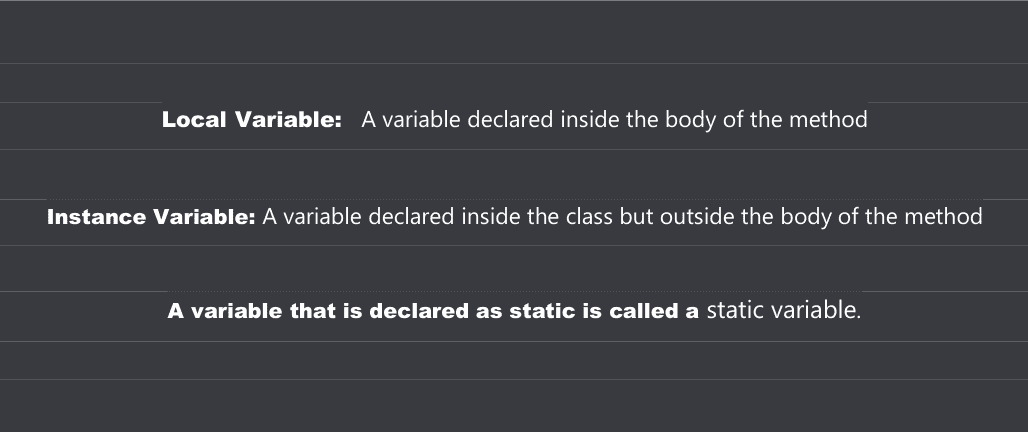 Local Variable: A variable declared inside the body of the method
Instance Variable: A variable declared inside the class but outside the body of the method
A variable that is declared as static is called a static variable.